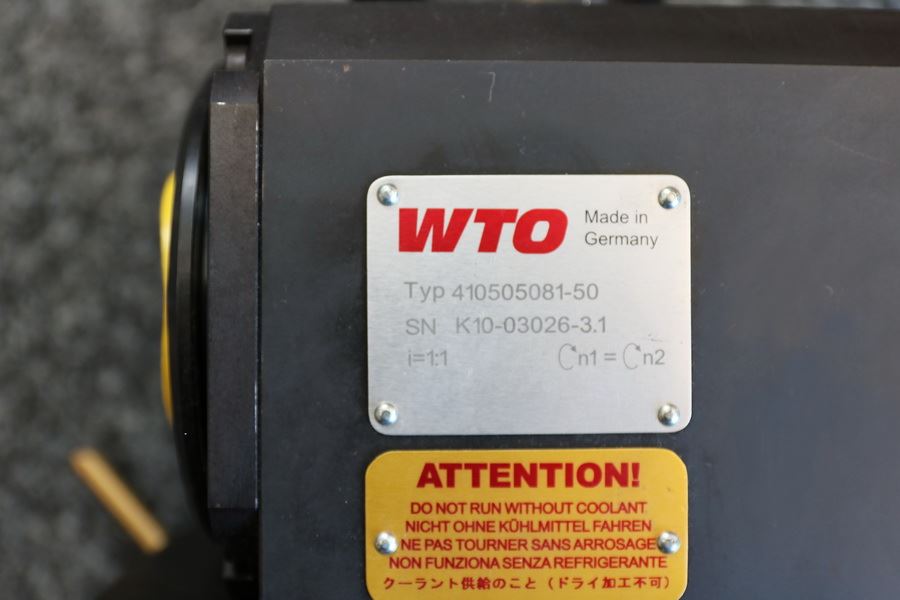 WTO
Made in
Germany
Typ 410505081-50
SN K10-03026-3.1
i=1:1 n1 = n2
ATTENTION!
DO NOT RUN WITHOUT COOLANT
NICHT OHNE KÜHLMITTEL FAHREN
NE PAS TOURNER SANS ARROSAGE
NON FUNZIONA SENZA REFRIGERANTE
クーラント供給のこと（ドライ加工不可）